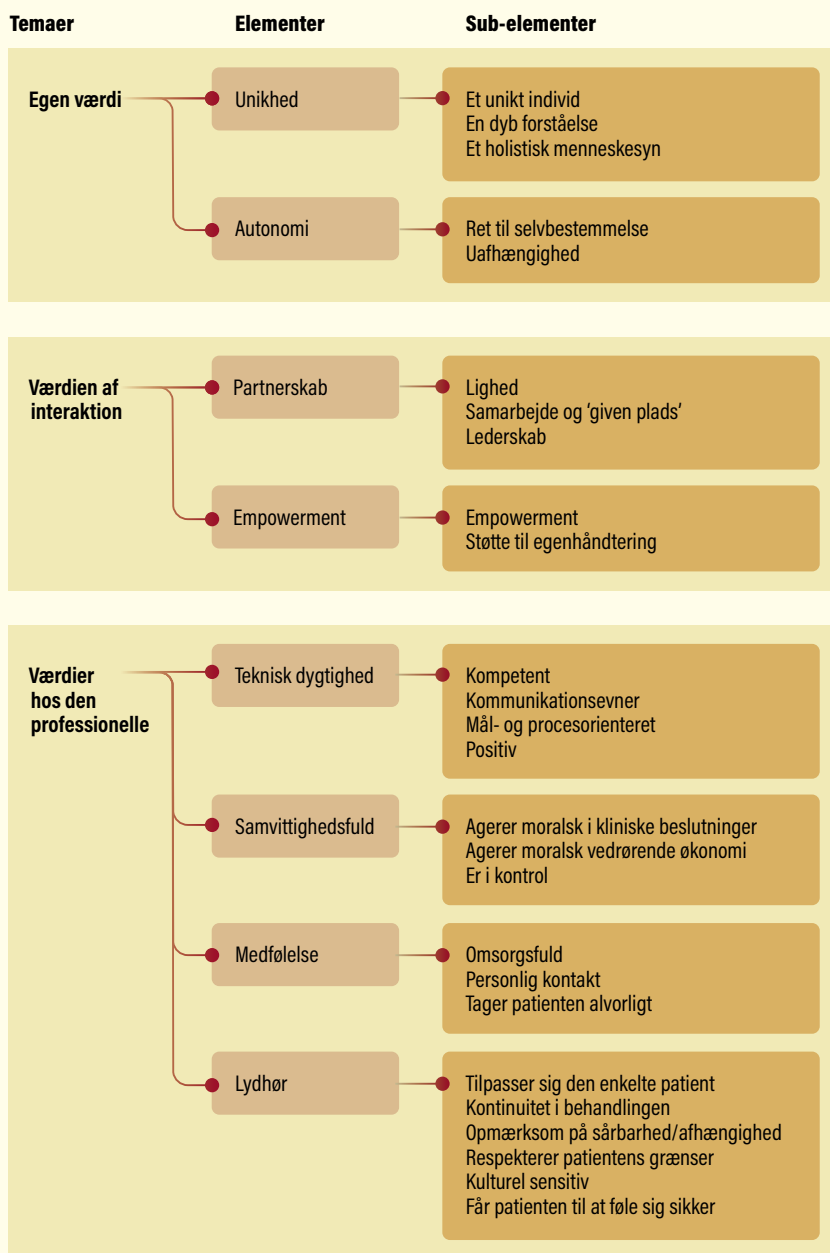 Temaer Elementer Sub-elementer
Egen værdi
Unikhed
Et unikt individ
En dyb forståelse
Et holistisk menneskesyn
Autonomi
Ret til selvbestemmelse
Uafhængighed
Værdien af
interaktion
Partnerskab
Lighed
Samarbejde og ‘given plads’
Lederskab
Empowerment
Empowerment
Støtte til egenhåndtering
Værdier
hos den
professionelle
Teknisk dygtighed
Kompetent
Kommunikationsevner
Mål- og procesorienteret
Positiv
Samvittighedsfuld
Agerer moralsk i kliniske beslutninger
Agerer moralsk vedrørende økonomi
Er i kontrol
Medfølelse
Omsorgsfuld
Personlig kontakt
Tager patienten alvorligt
Lydhør
Tilpasser sig den enkelte patient
Kontinuitet i behandlingen
Opmærksom på sårbarhed/afhængighed
Respekterer patientens grænser
Kulturel sensitiv
Får patienten til at føle sig sikker